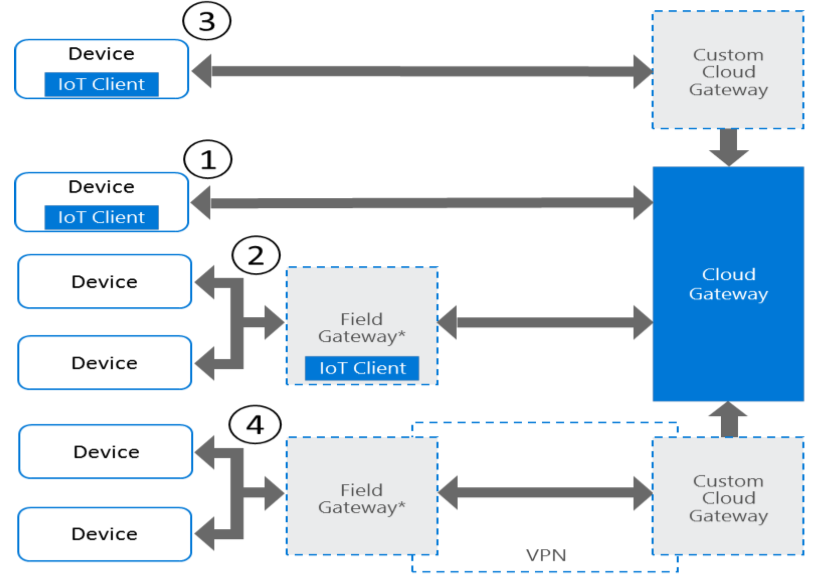 3
Device
IoT Client
Custom
Cloud
Gateway
1
Device
IoT Client
Cloud
Gateway
2
Device
Device
Field
Gateway*
IoT Client
4
Device
Device
Field
Gateway*
VPN
Custom
Cloud
Gateway